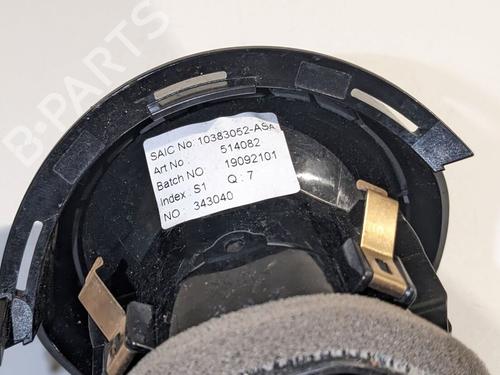 B-PARTS
SAIC No: 10383052-ASA
Art No : 514082
Batch NO 19092101
Index : S1 Q : 7
NO : 343040